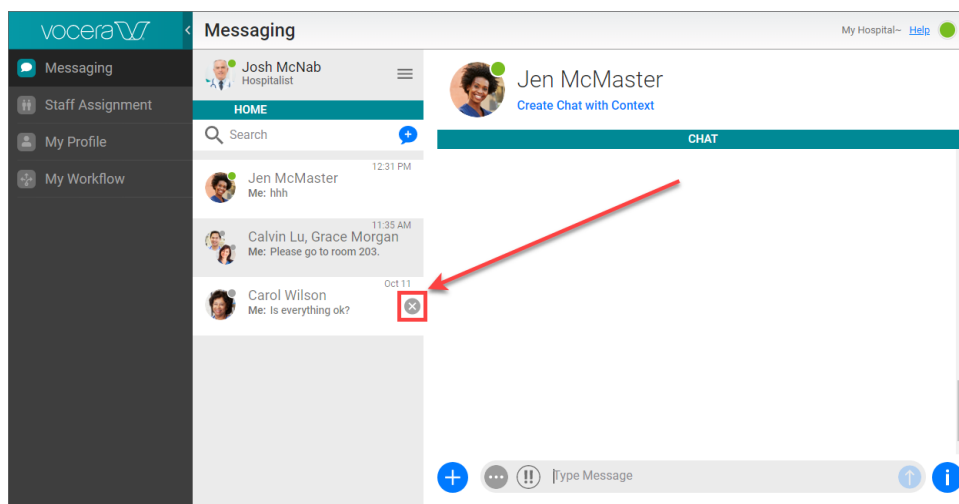 vocera
Messaging
My Hospital~ Help
Messaging
Staff Assignment
My Profile
My Workflow
Josh McNab
Hospitalist
HOME
Search
12:31 PM
Jen McMaster
Me: hhh
11:35 AM
Calvin Lu, Grace Morgan
Me: Please go to room 203.
Oct 11
Carol Wilson
Me: Is everything ok?
Jen McMaster
Create Chat with Context
CHAT
Type Message